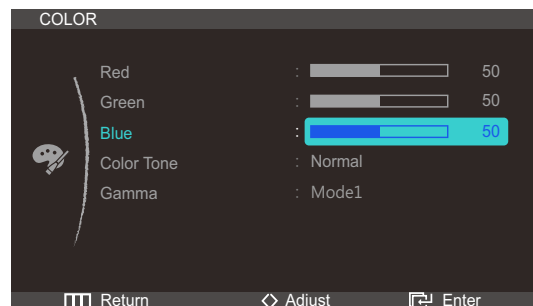 COLOR
Red : 50
Green : 50
Blue : 50
Color Tone : Normal
Gamma : Mode1
Return Adjust Enter